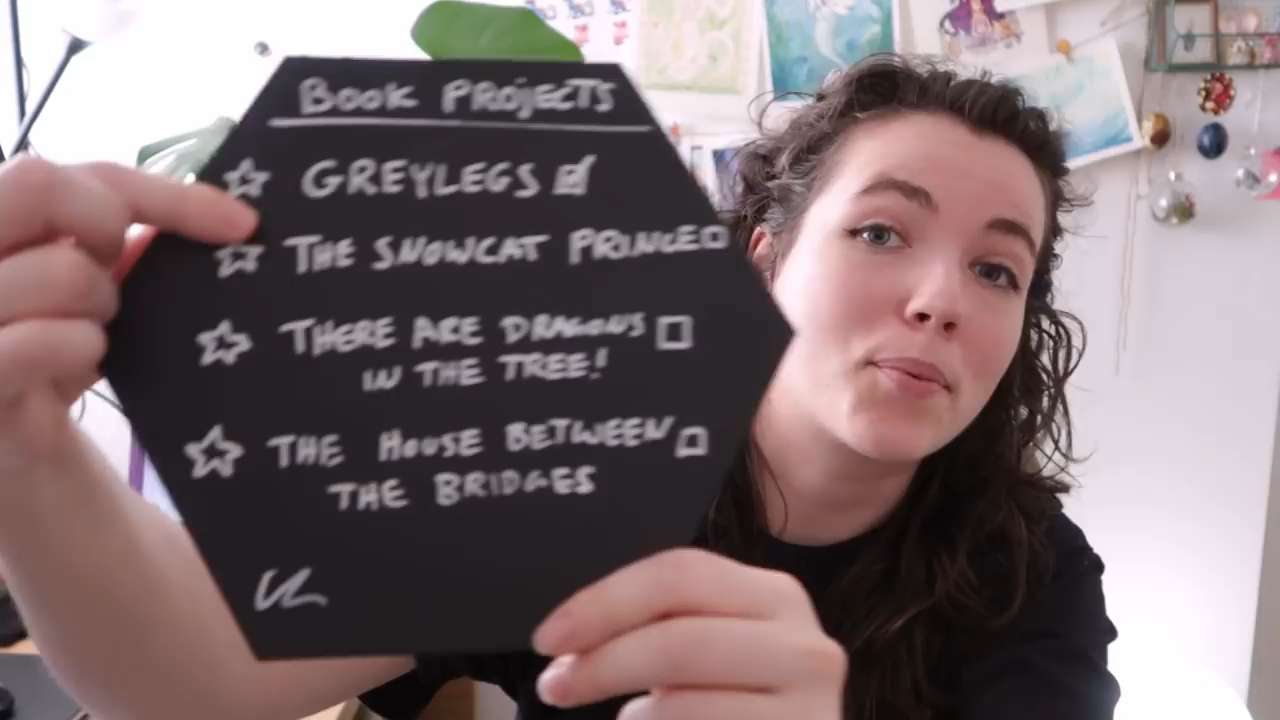 BOOK PROJECTS
GREYLEGS
THE SNOWCAT PRINCE
THERE ARE DRAGONS
IN THE TREE!
THE HOUSE BETWEEN
THE BRIDGES